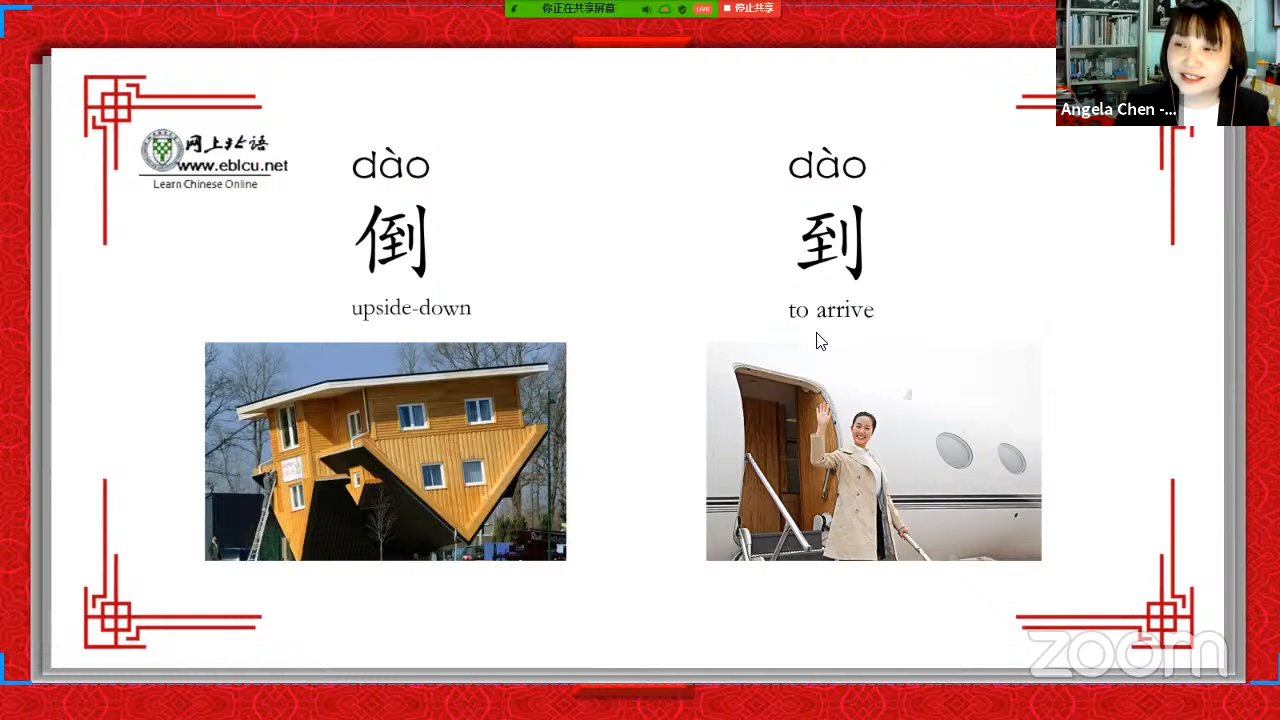 你正在共享屏幕
LIVE
停止共享
Angela Chen -...
网上北语
www.eblcu.net
Learn Chinese Online
dào
倒
upside-down
dào
到
to arrive
zoom